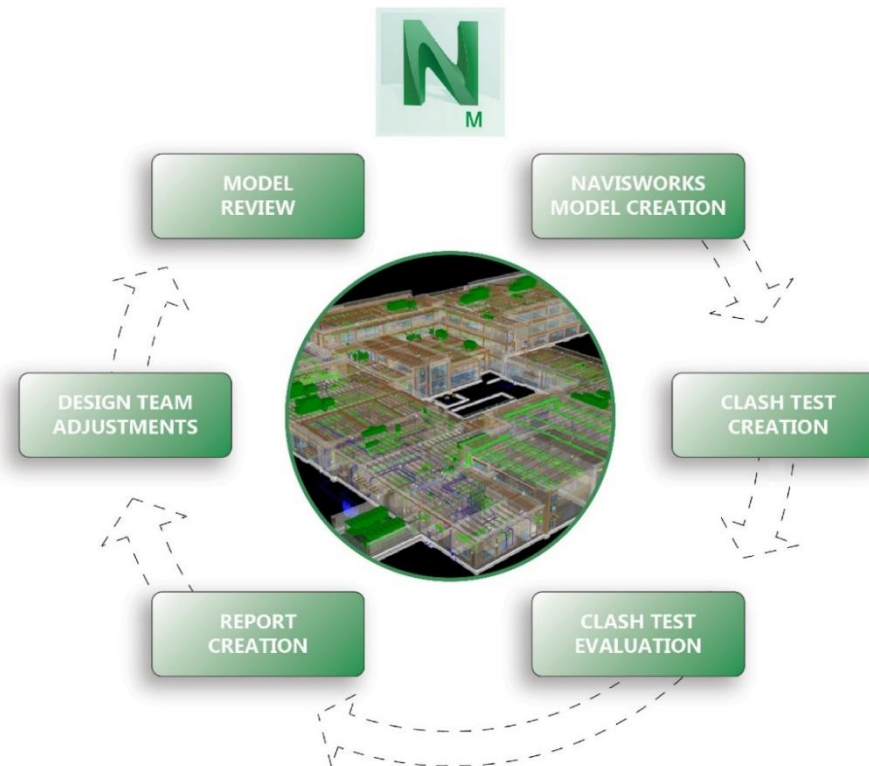 N
M
MODEL
REVIEW
NAVISWORKS
MODEL CREATION
DESIGN TEAM
ADJUSTMENTS
CLASH TEST
CREATION
REPORT
CREATION
CLASH TEST
EVALUATION